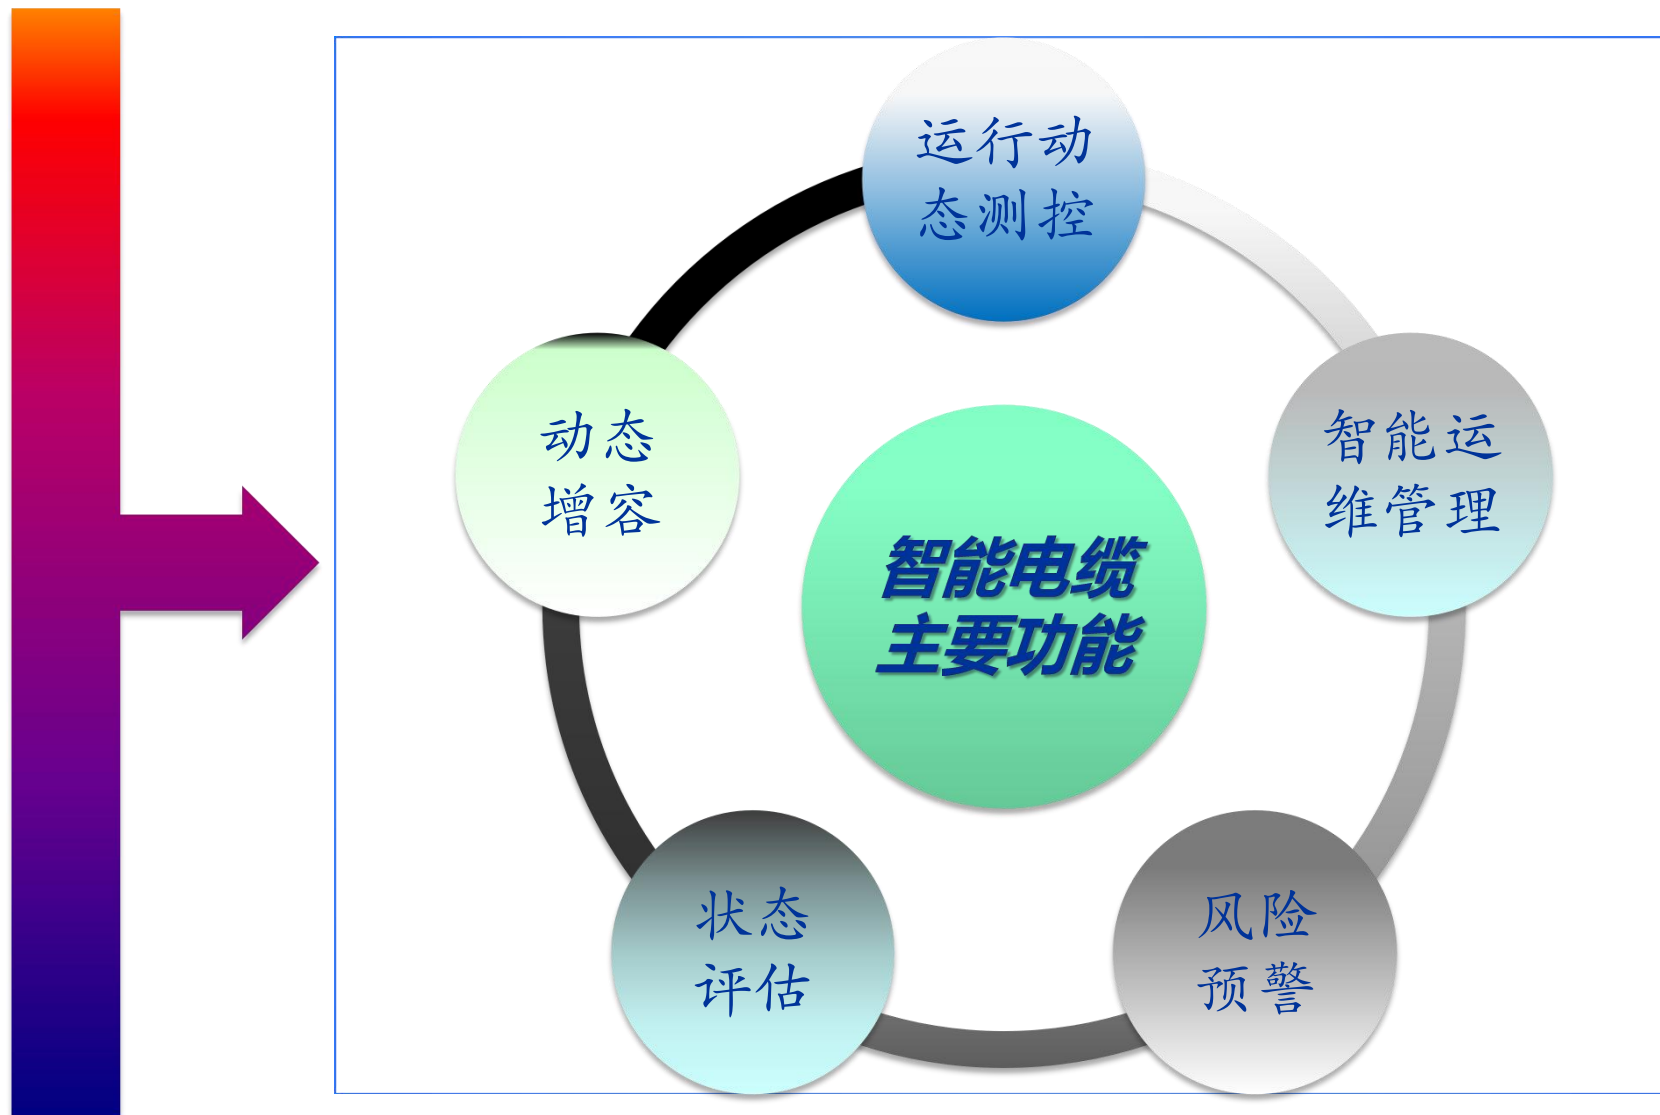 运行动
态测控
智能运
维管理
风险
预警
状态
评估
动态
增容
智能电缆
主要功能